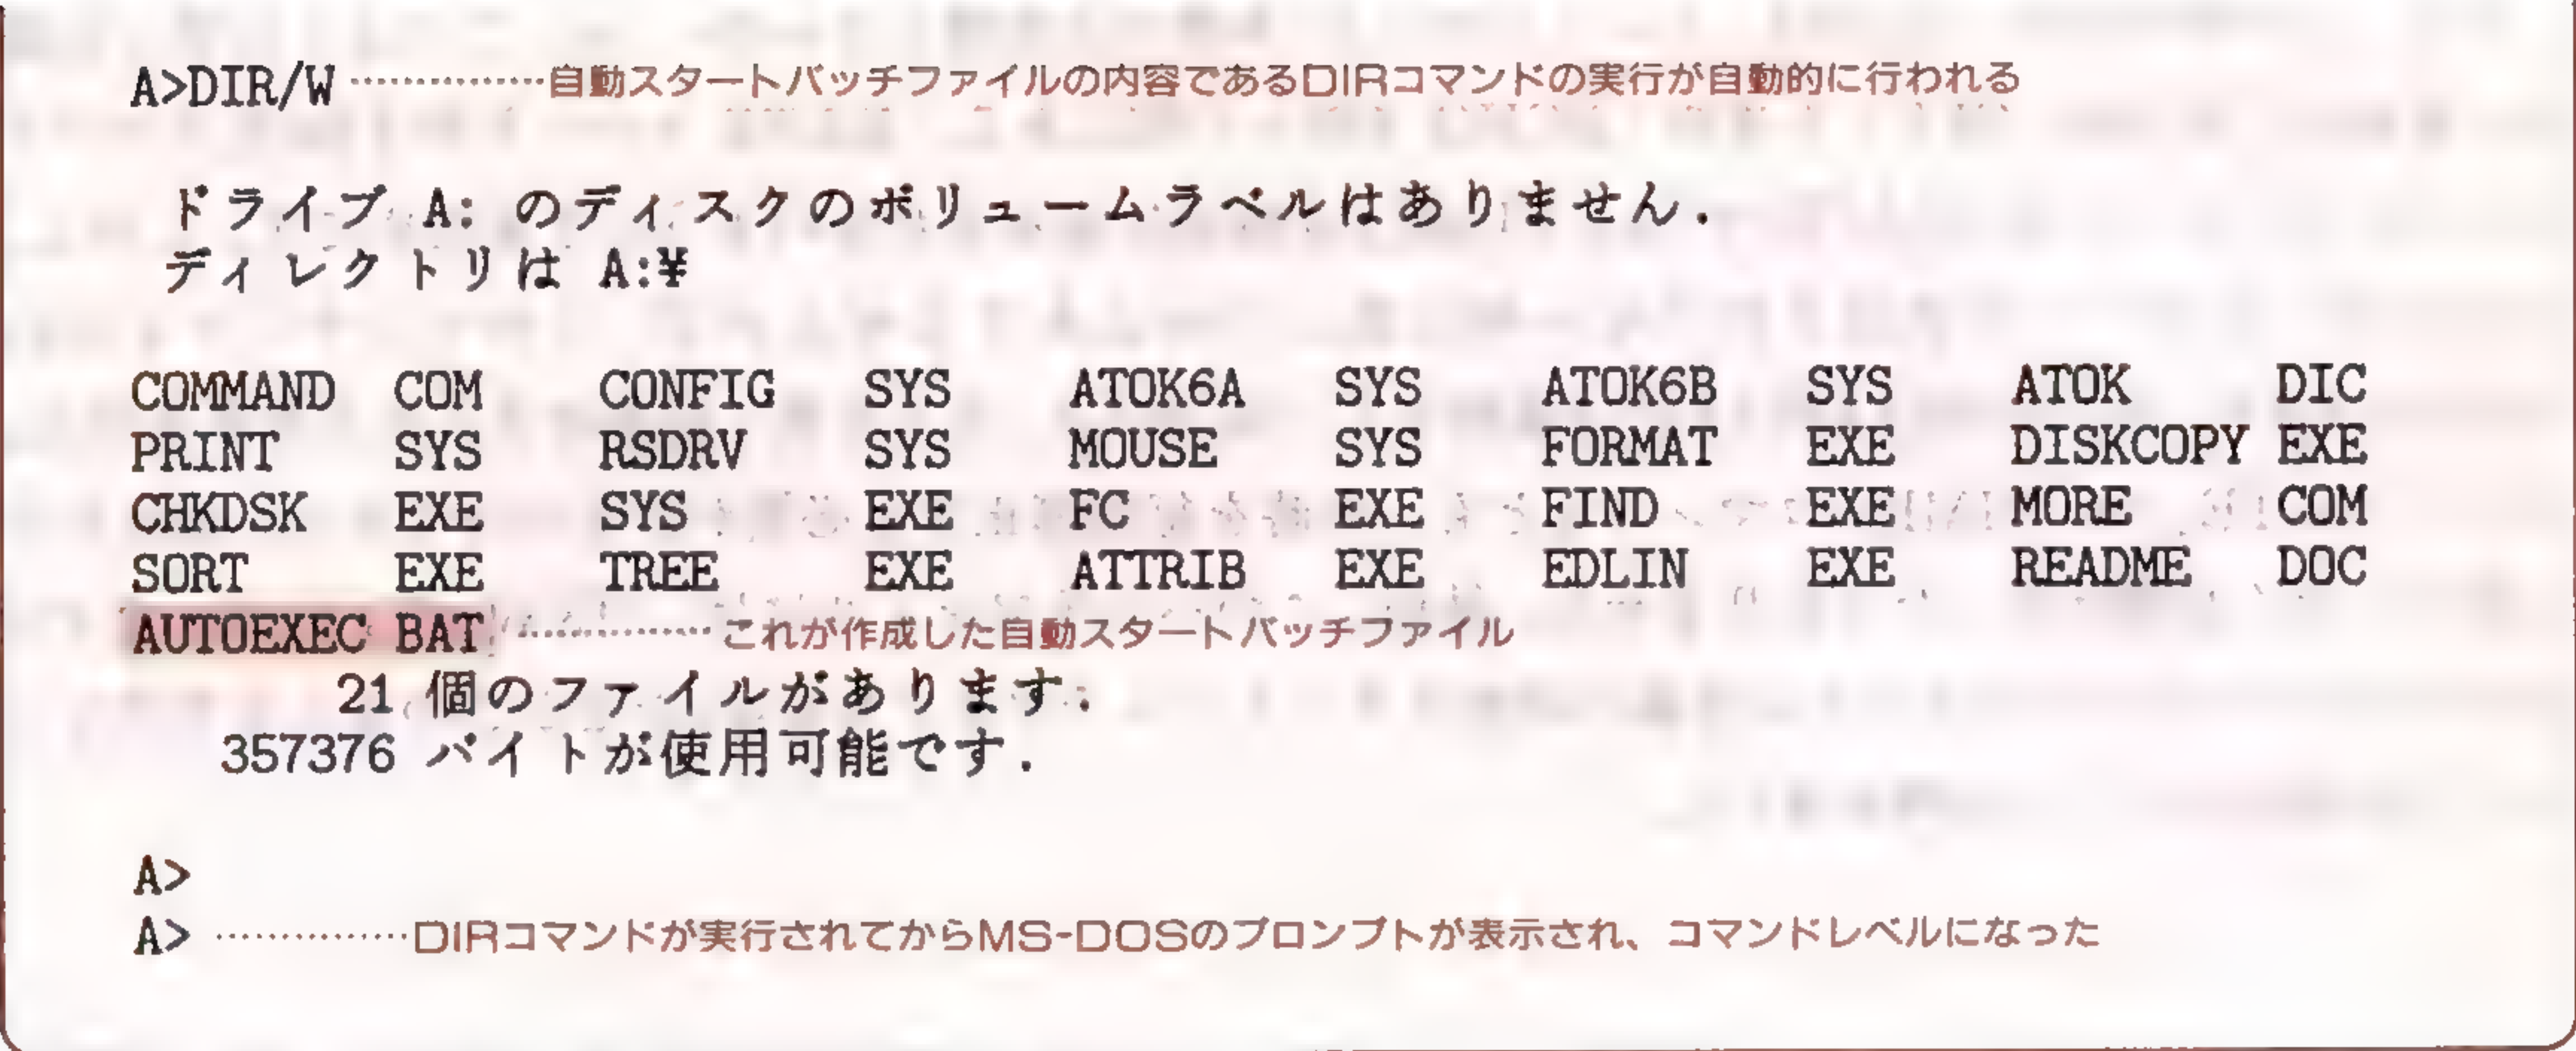 A>DIR/W ……………自動スタートバッチファイルの内容であるDIRコマンドの実行が自動的に行われる
ドライブ A: のディスクのボリュームラベルはありません.
ディレクトリは A:¥
COMMAND COM CONFIG SYS ATOK6A SYS ATOK6B SYS ATOK DIC
PRINT SYS RSDRV SYS MOUSE SYS FORMAT EXE DISKCOPY EXE
CHKDSK EXE SYS EXE FC EXE FIND EXE MORE COM
SORT EXE TREE EXE ATTRIB EXE EDLIN EXE README DOC
AUTOEXEC BAT ……………これが作成した自動スタートバッチファイル
21 個のファイルがあります.
357376 バイトが使用可能です.
A>
A> ……………DIRコマンドが実行されてからMS-DOSのプロンプトが表示され、コマンドレベルになった